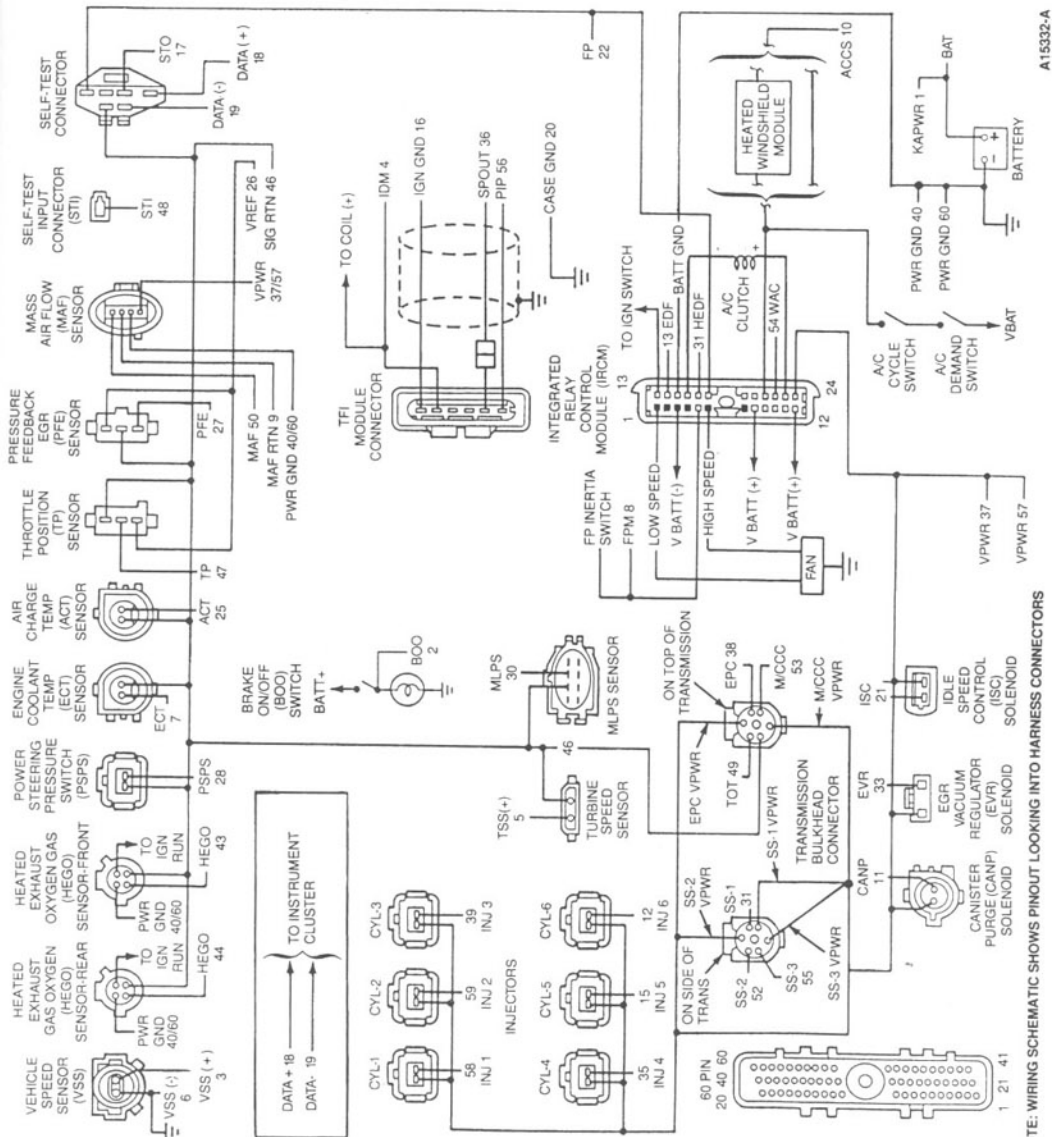 A15332-A
SELF-TEST
CONNECTOR
STO
17
DATA (+)
18
DATA (-)
19
SELF-TEST
INPUT
CONNECTOR
(STI)
STI
48
VREF 26
SIG RTN 46
MASS
AIR FLOW
(MAF)
SENSOR
VPWR
37/57
MAF 50
MAF RTN 9
PWR GND 40/60
PRESSURE
FEEDBACK
EGR
(PFE)
SENSOR
PFE
27
THROTTLE
POSITION
(TP)
SENSOR
TP
47
AIR
CHARGE
TEMP
(ACT)
SENSOR
ACT
25
ENGINE
COOLANT
TEMP
(ECT)
SENSOR
ECT
7
POWER
STEERING
PRESSURE
SWITCH
(PSPS)
PSPS
28
HEATED
EXHAUST
OXYGEN GAS
(HEGO)
SENSOR-FRONT
PWR
GND
40/60
TO
IGN
RUN
HEGO
43
HEATED
EXHAUST
GAS OXYGEN
(HEGO)
SENSOR-REAR
PWR
GND
40/60
TO
IGN
RUN
HEGO
44
VEHICLE
SPEED
SENSOR
(VSS)
VSS (-)
6
VSS (+)
3
FP
22
TO COIL (+)
IDM 4
IGN GND 16
SPOUT 36
PIP 56
CASE GND 20
TFI
MODULE
CONNECTOR
BRAKE
ON/OFF
(BOO)
SWITCH
BATT+
BOO
2
MLPS
30
MLPS SENSOR
DATA + 18
DATA- 19
TO INSTRUMENT
CLUSTER
TSS(+)
5
46
TURBINE
SPEED
SENSOR
CYL-1
58
INJ 1
CYL-2
59
INJ 2
CYL-3
39
INJ 3
INJECTORS
CYL-4
35
INJ 4
CYL-5
15
INJ 5
CYL-6
12
INJ 6
ACCS 10
HEATED
WINDSHIELD
MODULE
KAPWR 1
BAT
BATTERY
- +
PWR GND 40
PWR GND 60
TO IGN SWITCH
13 EDF
BATT GND
31 HEDF
A/C
CLUTCH
+
54 WAC
A/C
CYCLE
SWITCH
A/C
DEMAND
SWITCH
VBAT
INTEGRATED
RELAY
CONTROL
MODULE (IRCM)
1
13
12
24
FP INERTIA
SWITCH
FPM 8
LOW SPEED
V BATT(-)
HIGH SPEED
V BATT (+)
V BATT(+)
FAN
VPWR 37
VPWR 57
ON TOP OF
TRANSMISSION
EPC 38
M/CCC
53
M/CCC
VPWR
EPC VPWR
TOT 49
TRANSMISSION
BULKHEAD
CONNECTOR
SS-1 VPWR
SS-2
VPWR
SS-1
31
ON SIDE OF
TRANS
SS-2
52
SS-3
55
SS-3 VPWR
ISC
21
IDLE
SPEED
CONTROL
(ISC)
SOLENOID
EVR
33
EGR
VACUUM
REGULATOR
(EVR)
SOLENOID
CANP
11
CANISTER
PURGE (CANP)
SOLENOID
60 PIN
20 40 60
1 21 41
TE: WIRING SCHEMATIC SHOWS PINOUT LOOKING INTO HARNESS CONNECTORS